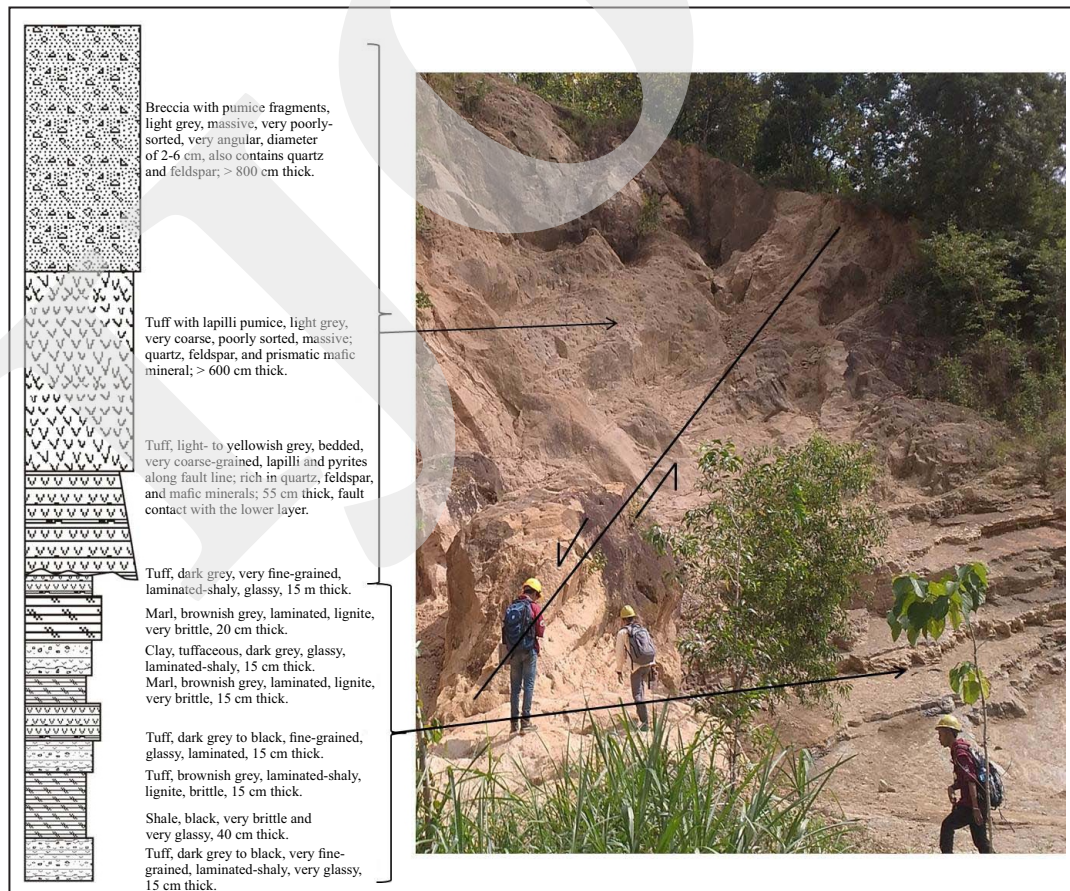 Breccia with pumice fragments,
light grey, massive, very poorly-
sorted, very angular, diameter
of 2-6 cm, also contains quartz
and feldspar; > 800 cm thick.
Tuff with lapilli pumice, light grey,
very coarse, poorly sorted, massive;
quartz, feldspar, and prismatic mafic
mineral; > 600 cm thick.
Tuff, light- to yellowish grey, bedded,
very coarse-grained, lapilli and pyrites
along fault line; rich in quartz, feldspar,
and mafic minerals; 55 cm thick, fault
contact with the lower layer.
Tuff, dark grey, very fine-grained,
laminated-shaly, glassy, 15 m thick.
Marl, brownish grey, laminated, lignite,
very brittle, 20 cm thick.
Clay, tuffaceous, dark grey, glassy,
laminated-shaly, 15 cm thick.
Marl, brownish grey, laminated, lignite,
very brittle, 15 cm thick.
Tuff, dark grey to black, fine-grained,
glassy, laminated, 15 cm thick.
Tuff, brownish grey, laminated-shaly,
lignite, brittle, 15 cm thick.
Shale, black, very brittle and
very glassy, 40 cm thick.
Tuff, dark grey to black, very fine-
grained, laminated-shaly, very glassy,
15 cm thick.